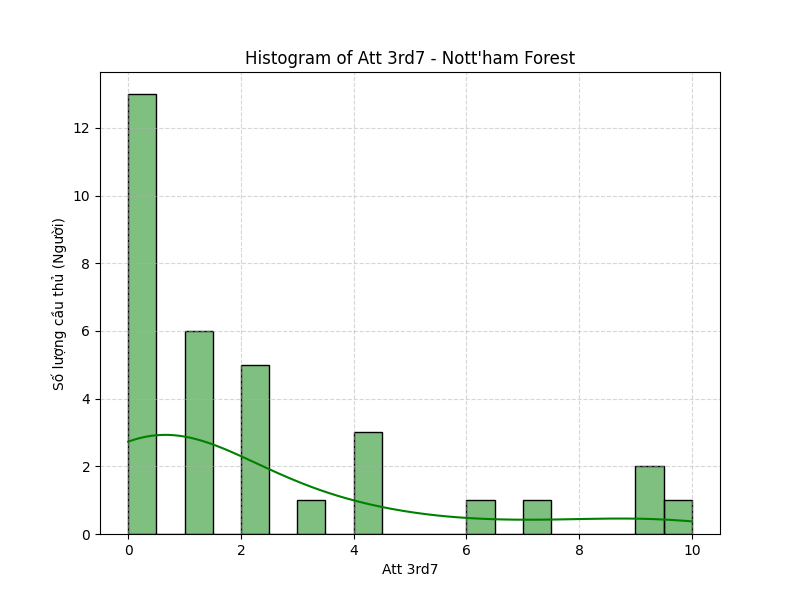 Histogram of Att 3rd7 - Nott'ham Forest
Số lượng cầu thủ (Người)
12
10
8
6
4
2
0
0 2 4 6 8 10
Att 3rd7